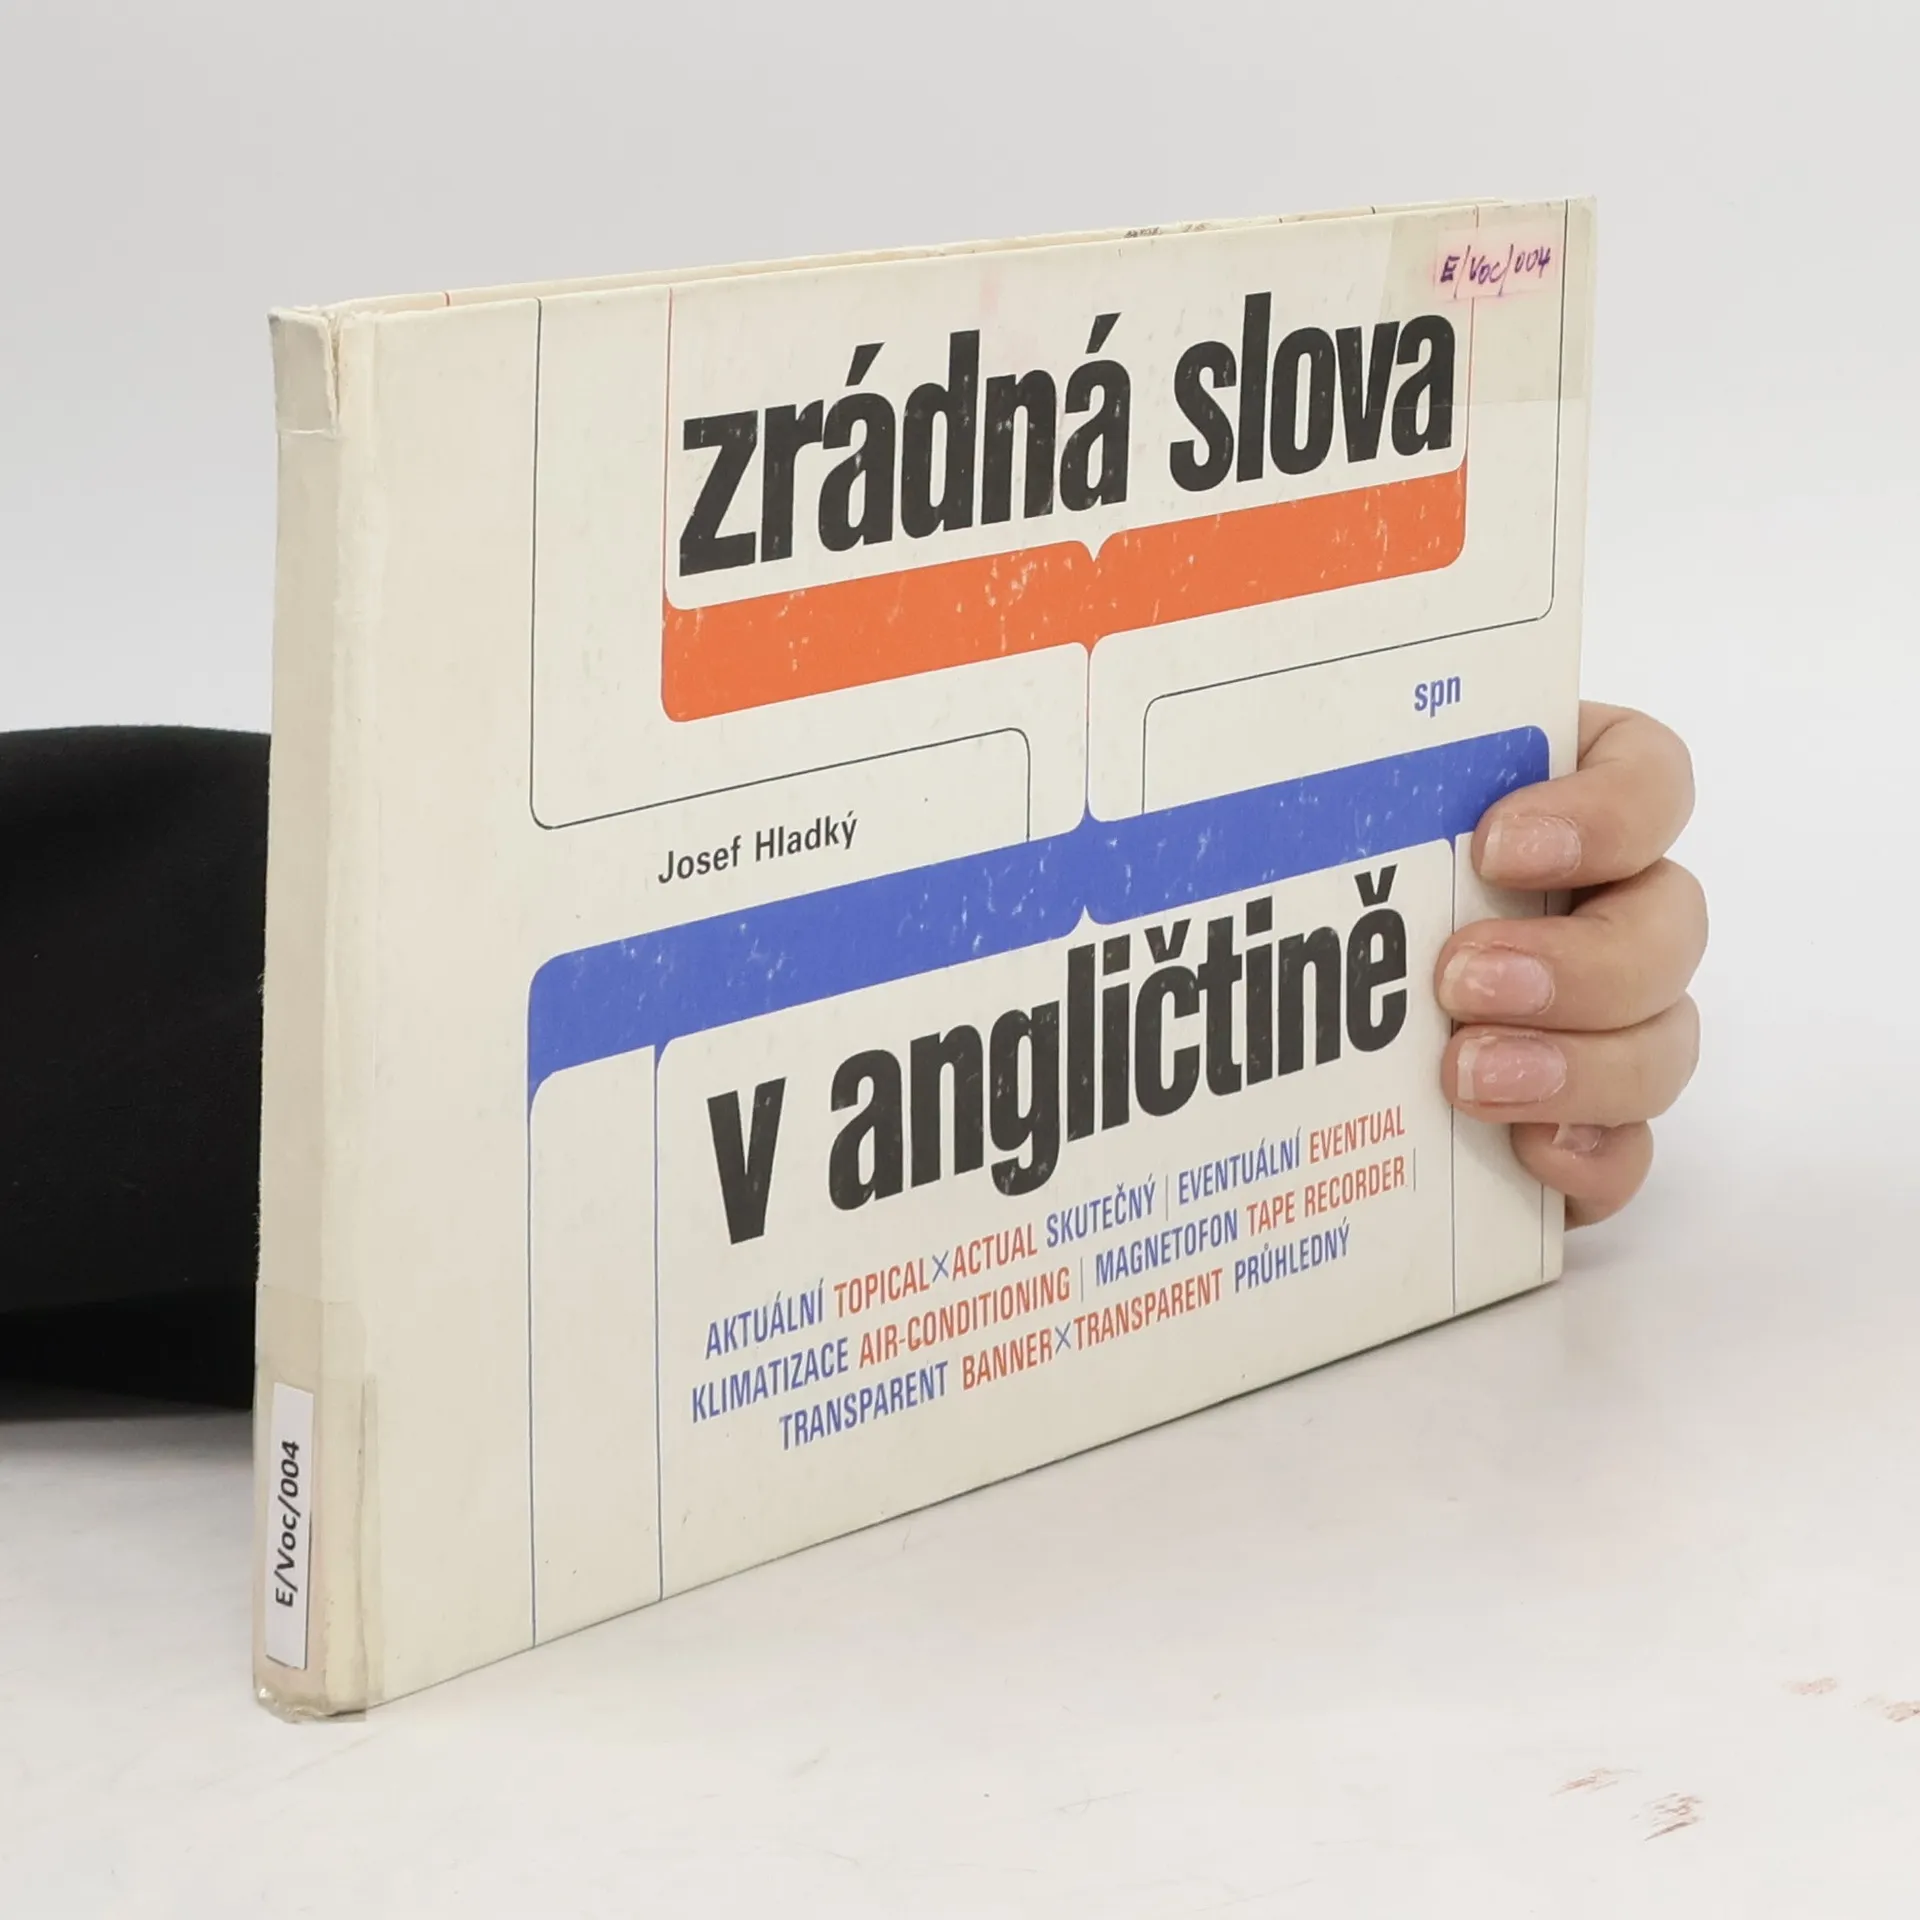 E/Voc/004
zrádná slova
spn
Josef Hladký
v angličtině
AKTUÁLNÍ TOPICAL×ACTUAL SKUTEČNÝ | EVENTUÁLNÍ EVENTUAL
KLIMATIZACE AIR-CONDITIONING | MAGNETOFON TAPE RECORDER |
TRANSPARENT BANNER×TRANSPARENT PRŮHLEDNÝ
E/Voc/004